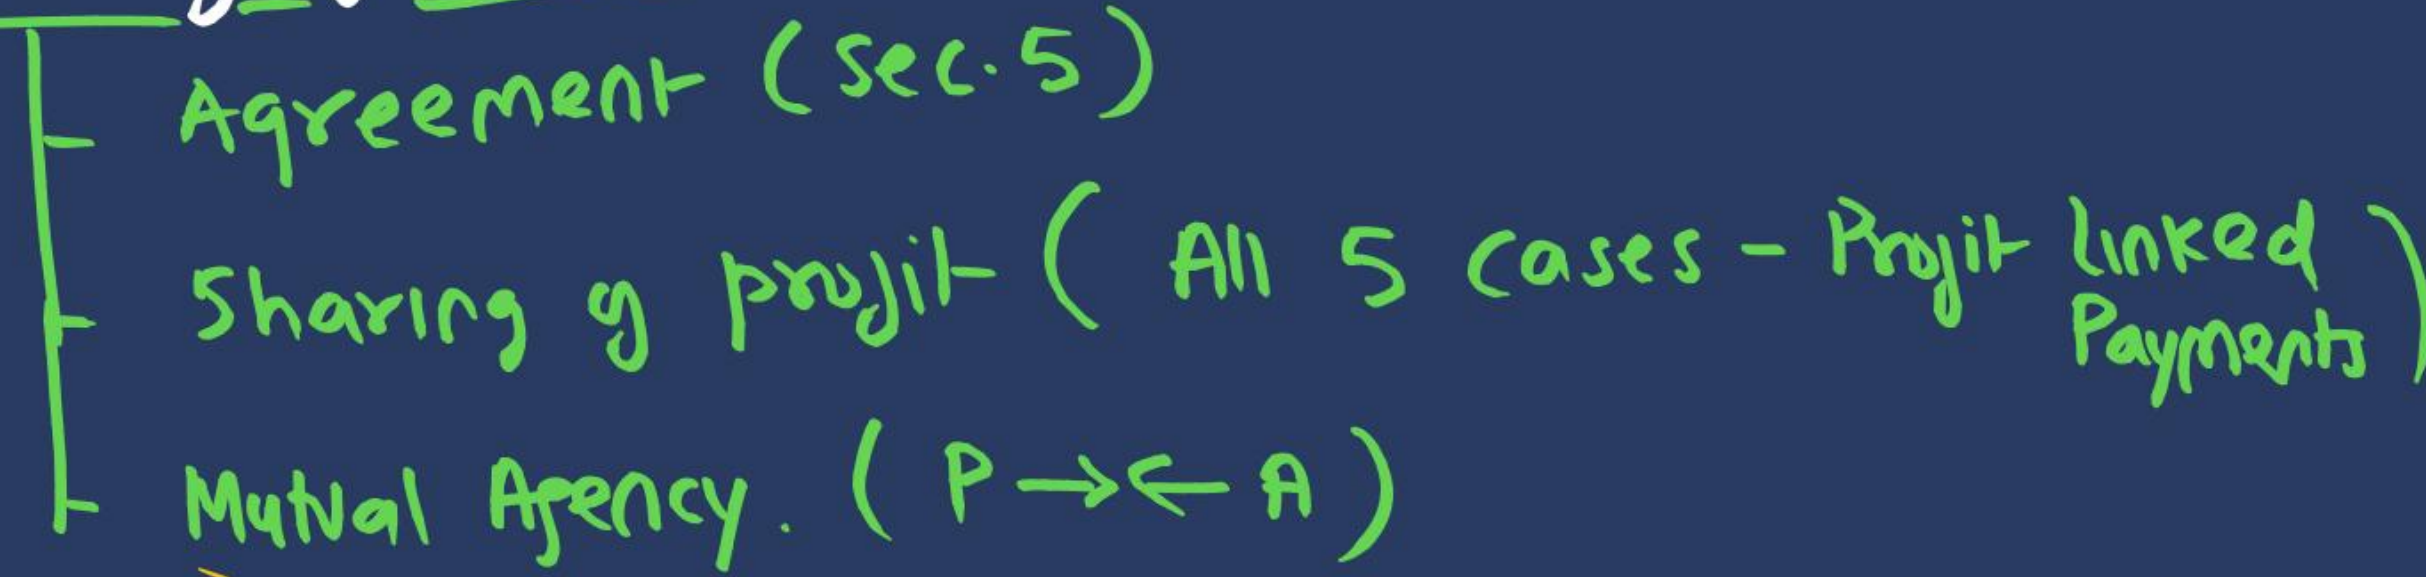 Agreement (Sec. 5)
Sharing of profit (All 5 Cases - Profit linked
Payments)
Mutual Agency. (P → ← A)